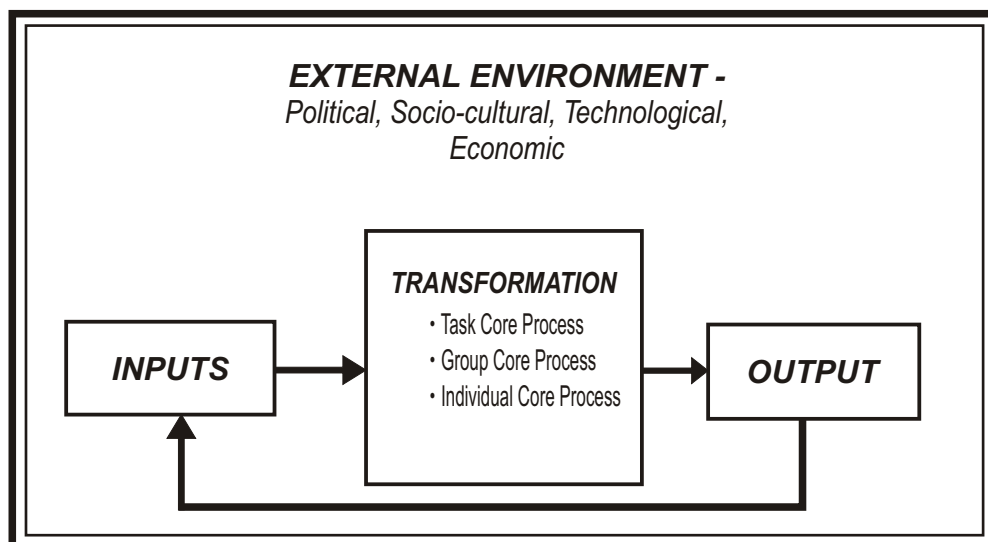 EXTERNAL ENVIRONMENT -
Political, Socio-cultural, Technological,
Economic
TRANSFORMATION
• Task Core Process
• Group Core Process
• Individual Core Process
INPUTS
OUTPUT